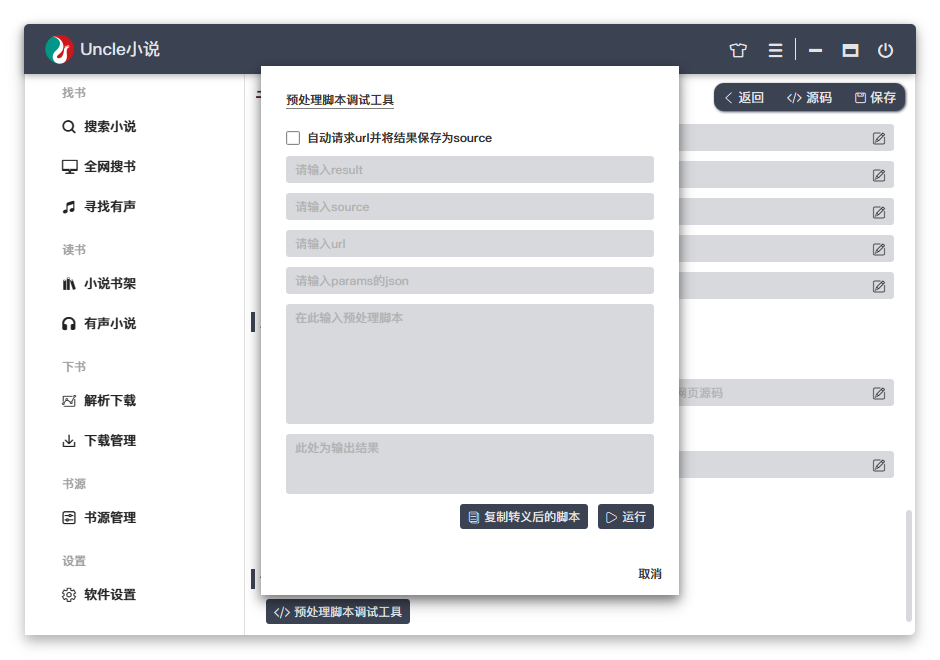 Uncle小说
找书
搜索小说
全网搜书
寻找有声
读书
小说书架
有声小说
下书
解析下载
下载管理
书源
书源管理
设置
软件设置
返回
源码
保存
预处理脚本调试工具
自动请求url并将结果保存为source
请输入result
请输入source
请输入url
请输入params的json
在此输入预处理脚本
此处为输出结果
复制转义后的脚本
运行
取消
网页源码
预处理脚本调试工具